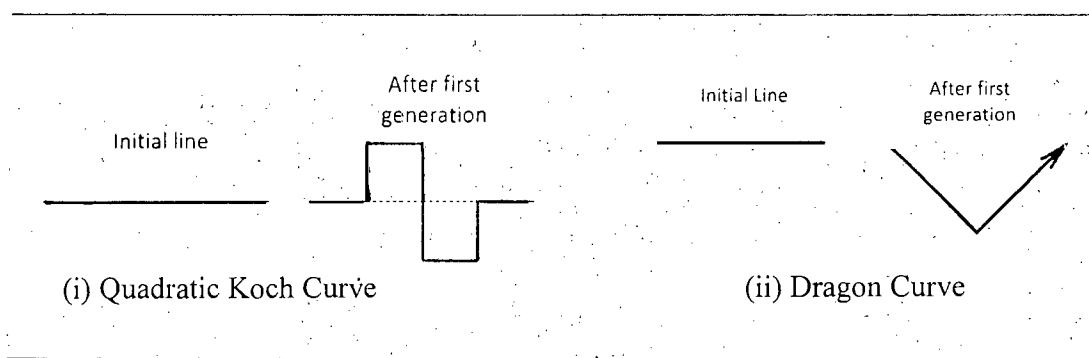 Initial line
After first
generation
(i) Quadratic Koch Curve
Initial Line
After first
generation
(ii) Dragon Curve